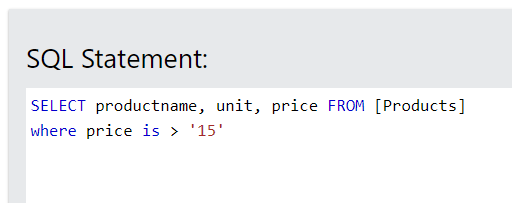 SQL Statement:
SELECT productname, unit, price FROM [Products]
where price is > '15'